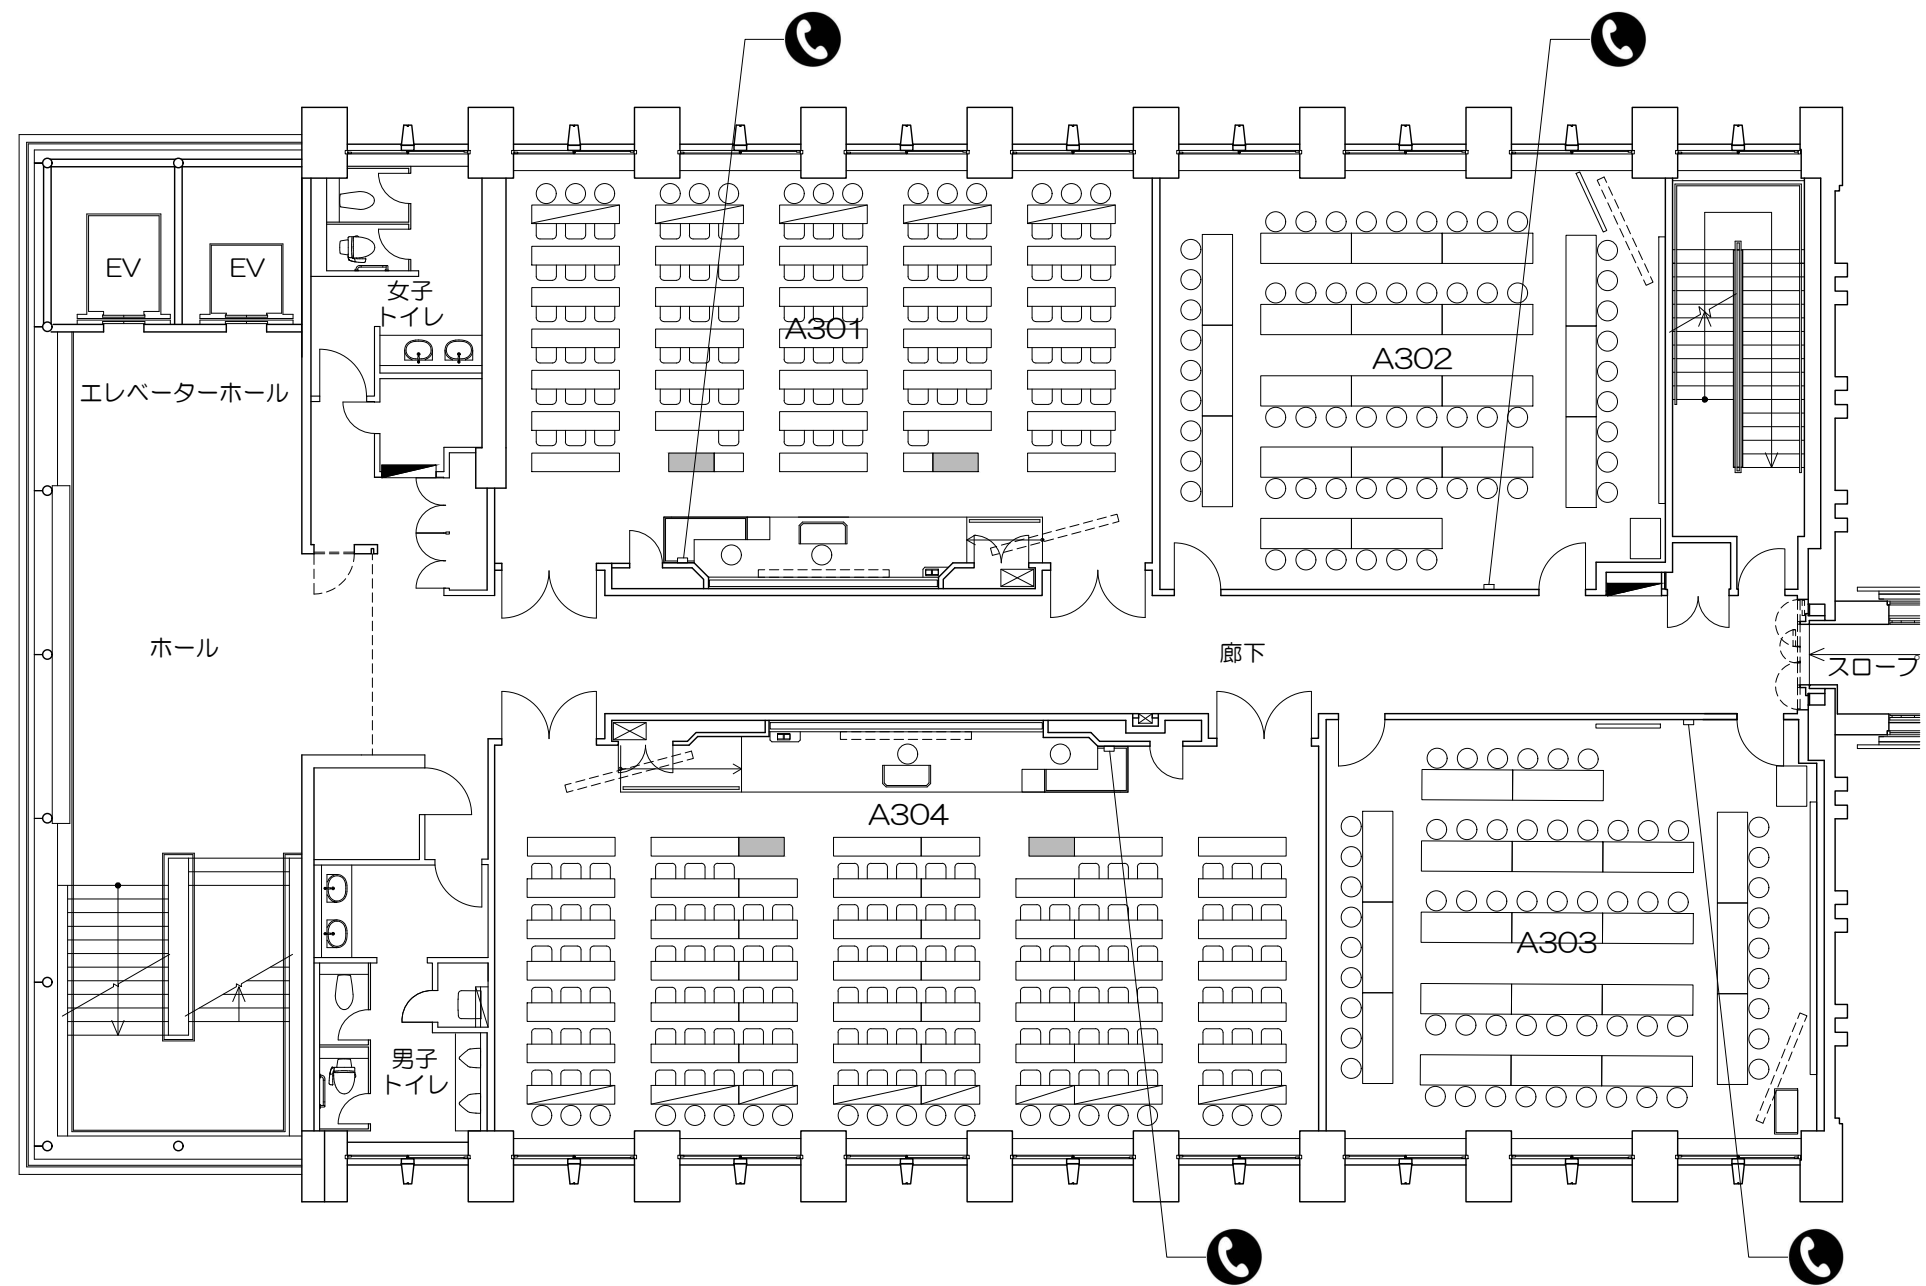 EV
EV
女子
トイレ
A301
A302
エレベーターホール
ホール
廊下
スロープ
A304
A303
男子
トイレ